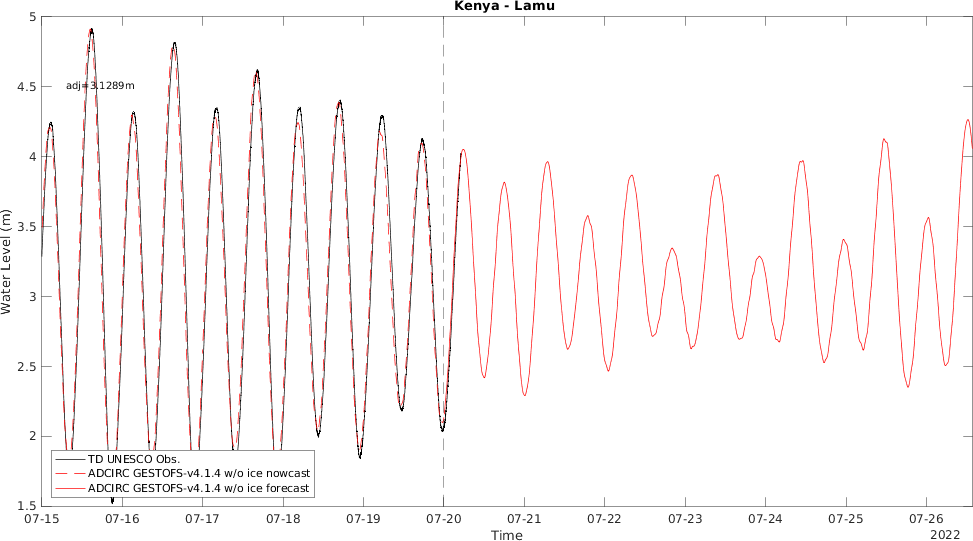 Kenya - Lamu
5
4.5
4
3.5
3
2.5
2
1.5
Water Level (m)
adj=3.1289m
TD UNESCO Obs.
ADCIRC GESTOFS-v4.1.4 w/o ice nowcast
ADCIRC GESTOFS-v4.1.4 w/o ice forecast
07-15 07-16 07-17 07-18 07-19 07-20 07-21 07-22 07-23 07-24 07-25 07-26
Time
2022